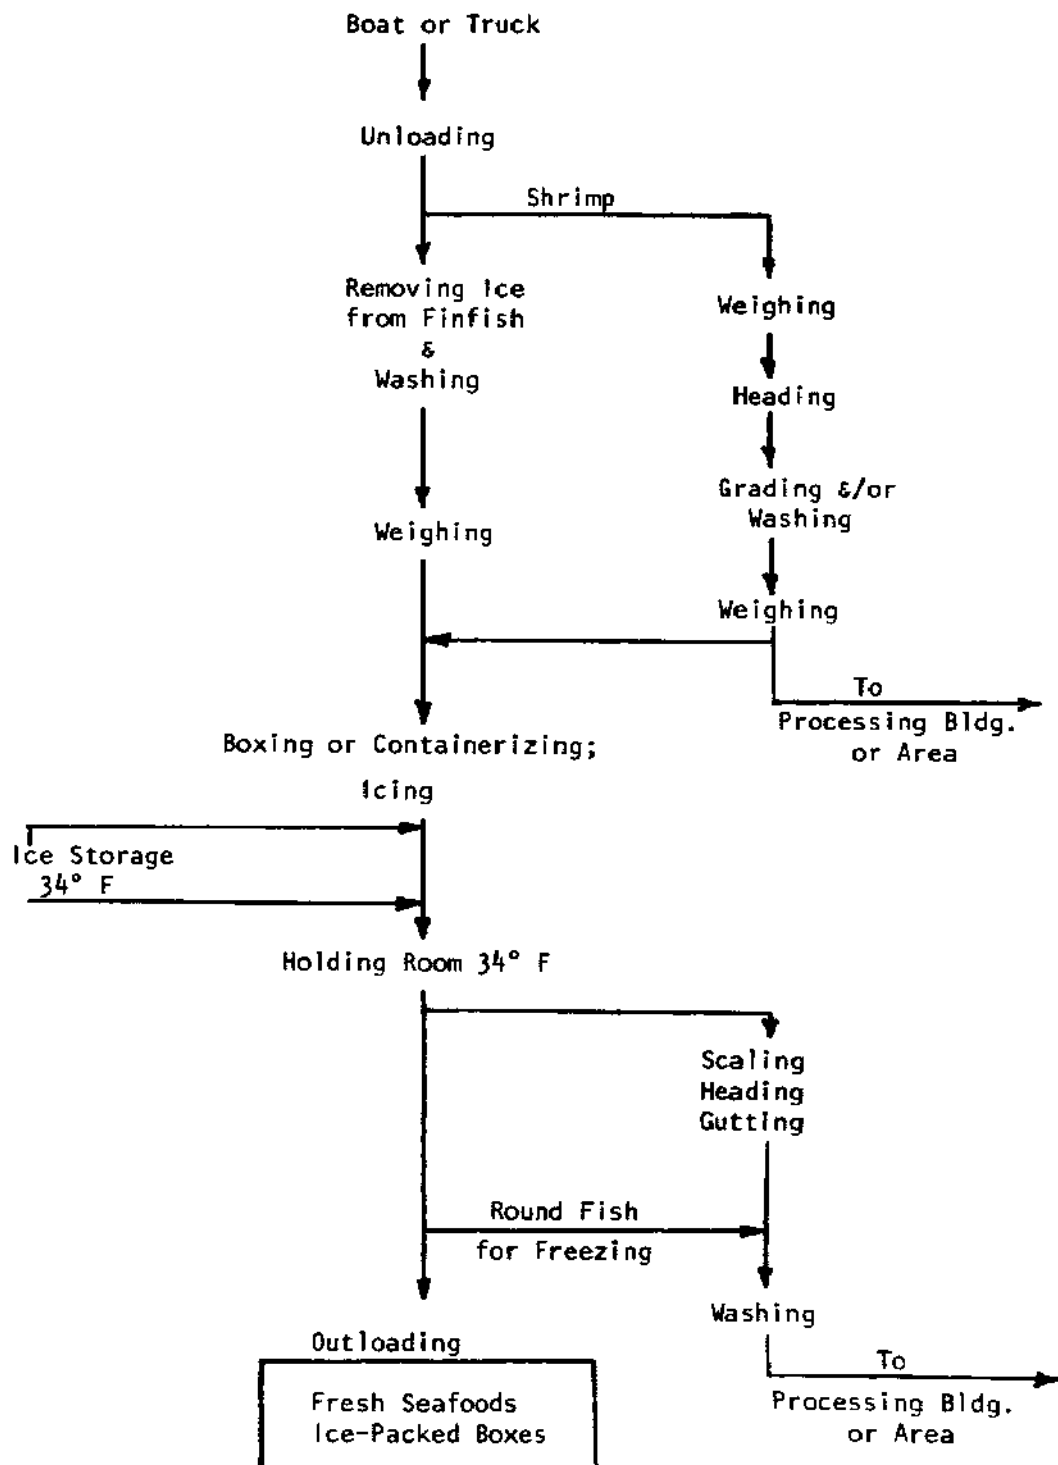 Boat or Truck
Unloading
Shrimp
Removing Ice
from Finfish
&
Washing
Weighing
Heading
Grading &/or
Washing
Weighing
Weighing
To
Processing Bldg.
or Area
Boxing or Containerizing;
Icing
Ice Storage
34° F
Holding Room 34° F
Scaling
Heading
Gutting
Round Fish
for Freezing
Washing
Outloading
Fresh Seafoods
Ice-Packed Boxes
To
Processing Bldg.
or Area